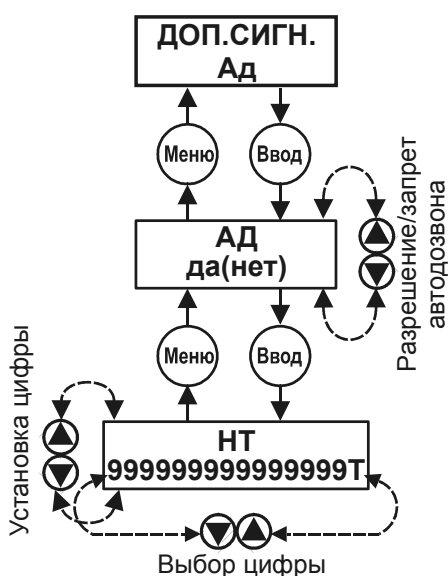 ДОП.СИГН.
Ад
Меню
Ввод
АД
да(нет)
Разрешение/запрет
автодозвона
Меню
Ввод
Установка цифры
НТ
999999999999999Т
Выбор цифры